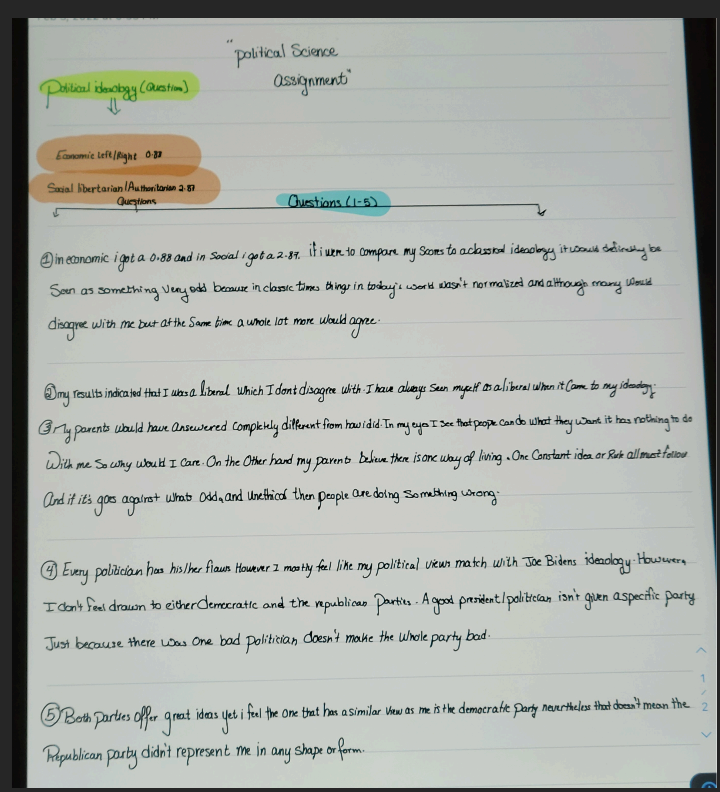 "Political Science
Assignment"
Political ideaology (Question)
Economic Left/Right 0.88
Social libertarian/Authoritarian 2.87
Questions
Questions (1-5)
① in economic i got a 0.88 and in Social i got a 2.87. if i were to compare my Scores to a classical ideaology it would definitely be
Seen as something very odd because in classic times things in today's world wasn't normalized and although many would
disagree with me but at the same time a whole lot more would agree.
② my results indicated that I was a liberal which I dont disagree with. I have always seen myself as a liberal when it came to my ideology.
③ My parents would have ansewered completely different from how i did. In my eyes I see that people can do what they want it has nothing to do
with me so why would I care. On the other hand my parents believe there is one way of living. One Constant idea or Rule all must follow
And if it's goes against whats odd, and unethical then people are doing something wrong.
④ Every politician has his/her flaws However I mostly feel like my political views match with Joe Bidens ideaology. However,
I don't feel drawn to either democratic and the republican parties. A good president/politician isn't given a specific party
Just because there was one bad politician doesn't make the whole party bad.
⑤ Both parties offer great ideas yet i feel the one that has a similar view as me is the democratic party nevertheless that doesn't mean the
Republican party didn't represent me in any shape or form.
1
2